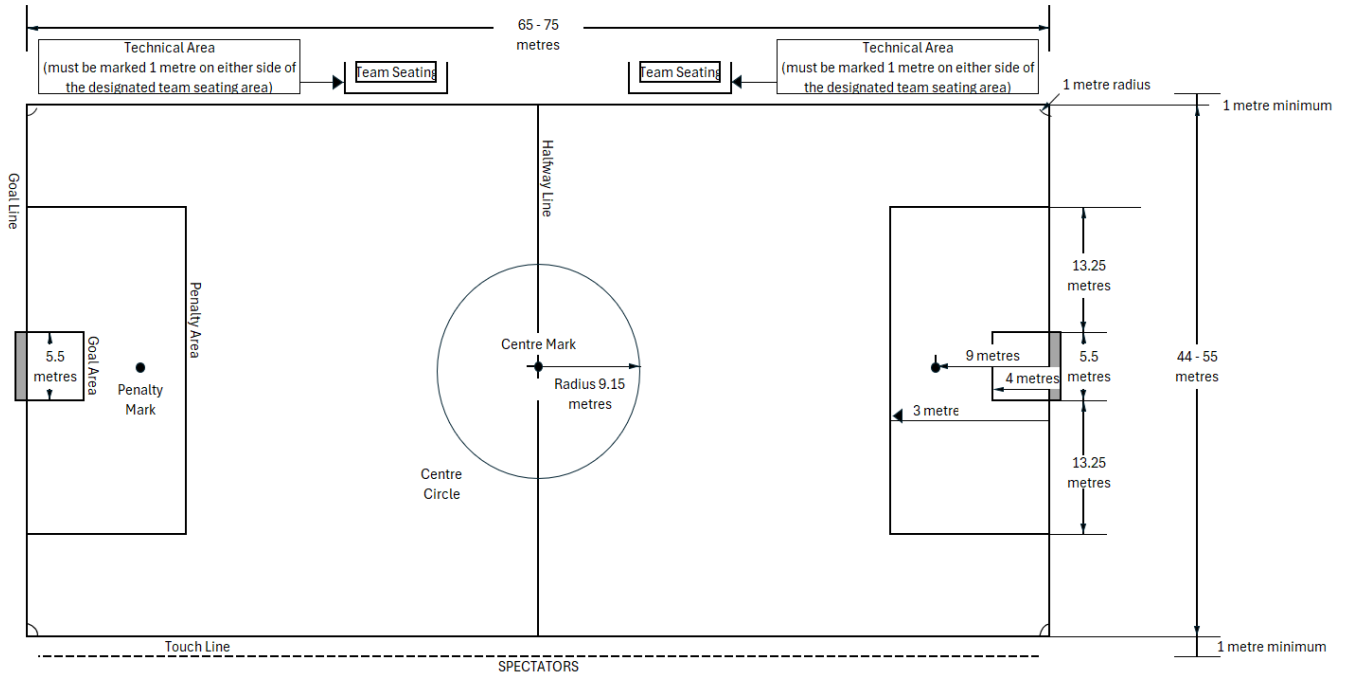 65 - 75
metres
Technical Area
(must be marked 1 metre on either side of
the designated team seating area)
Team Seating
Team Seating
Technical Area
(must be marked 1 metre on either side of
the designated team seating area)
1 metre radius
1 metre minimum
Goal Line
Halfway Line
Penalty Area
13.25
metres
Centre Mark
Goal Area
5.5
metres
Penalty
Mark
Radius 9.15
metres
9 metres
4 metres
5.5
metres
44 - 55
metres
3 metre
Centre
Circle
13.25
metres
Touch Line
1 metre minimum
SPECTATORS